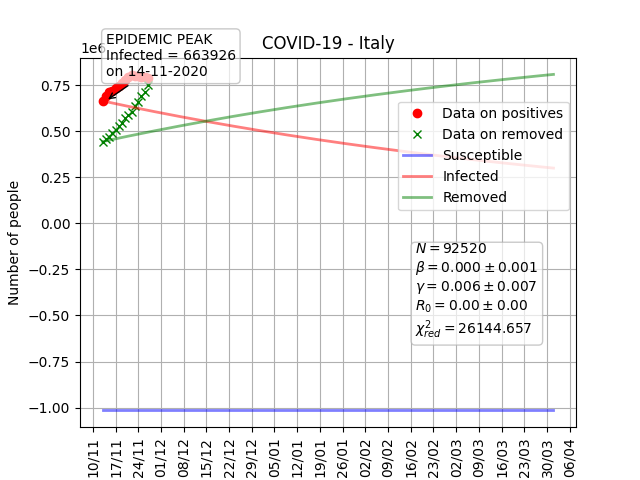 EPIDEMIC PEAK
Infected = 663926
on 14-11-2020
1e6
COVID-19 - Italy
Number of people
0.75
0.50
0.25
0.00
−0.25
−0.50
−0.75
−1.00
Data on positives
Data on removed
Susceptible
Infected
Removed
N = 92520
β = 0.000 ± 0.001
γ = 0.006 ± 0.007
R₀ = 0.00 ± 0.00
χ²red = 26144.657
10/11
17/11
24/11
01/12
08/12
15/12
22/12
29/12
05/01
12/01
19/01
26/01
02/02
09/02
16/02
23/02
02/03
09/03
16/03
23/03
30/03
06/04